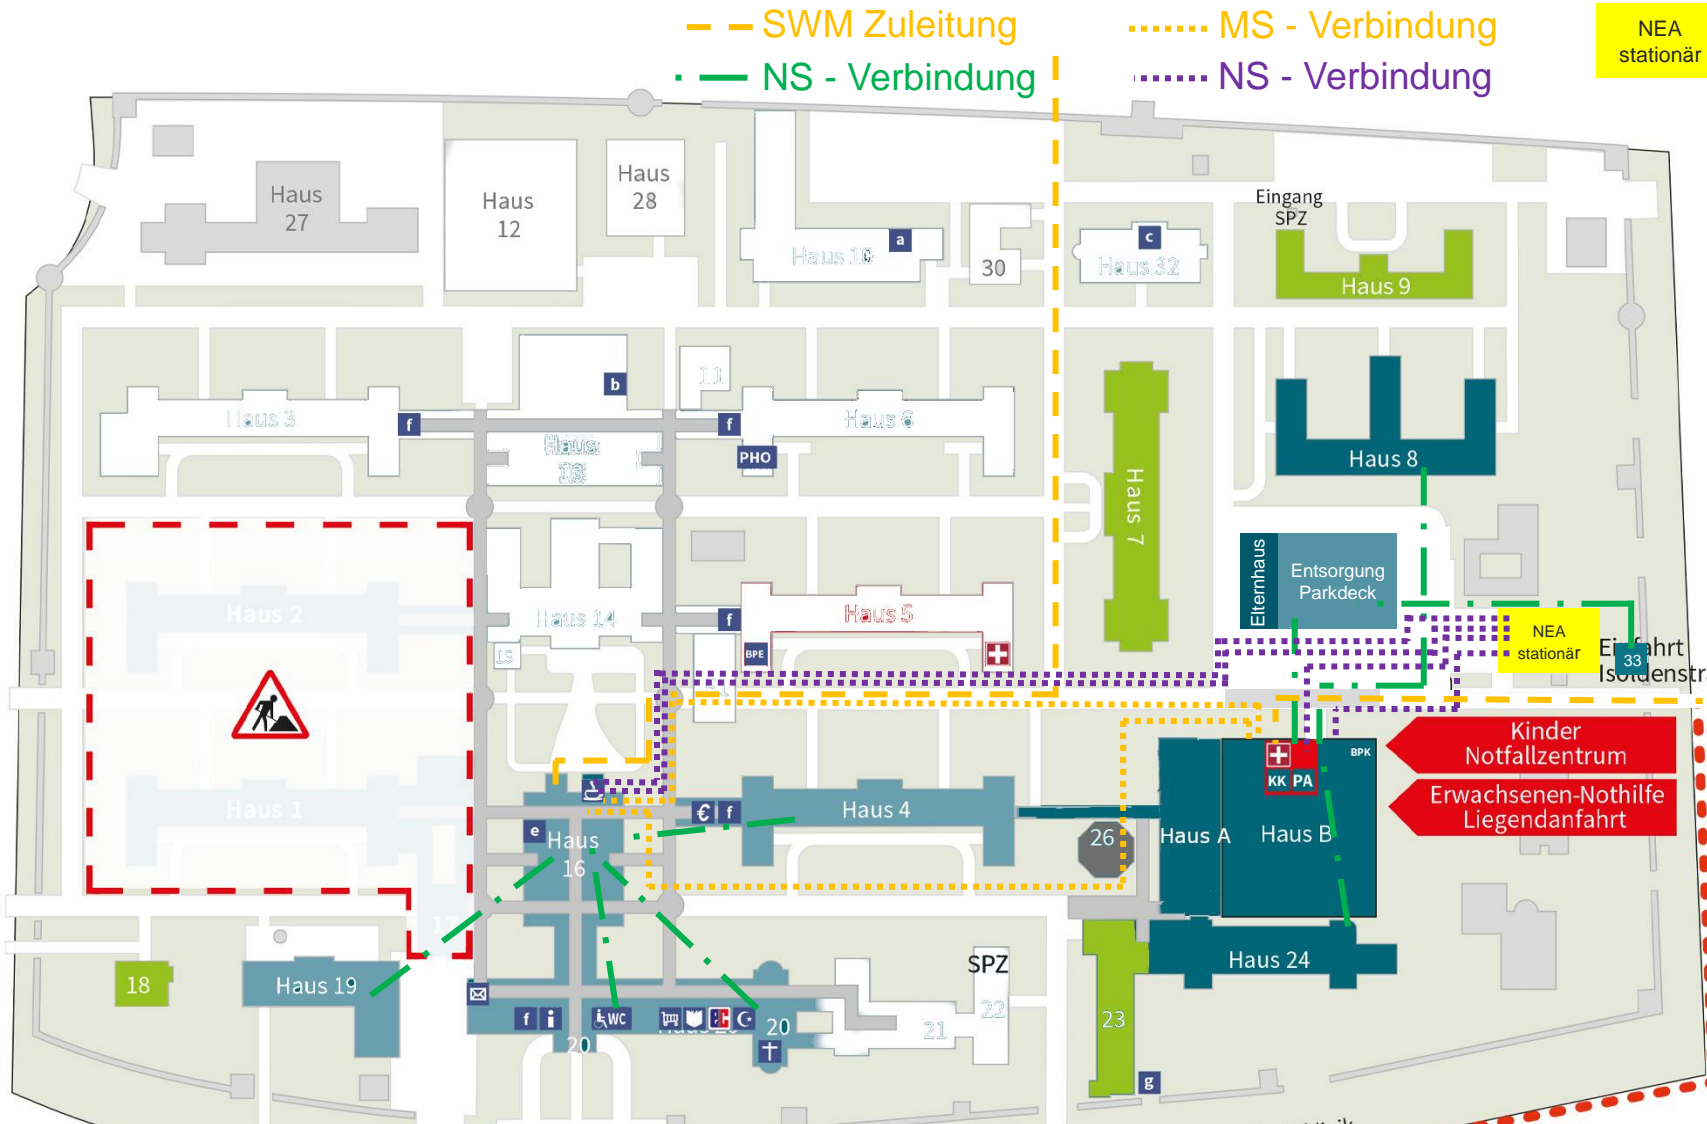 SWM Zuleitung
MS - Verbindung
NEA
stationär
NS - Verbindung
NS - Verbindung
Haus
27
Haus
12
Haus
28
Haus 10
a
30
c
Haus 32
Eingang
SPZ
Haus 9
Haus 3
f
b
11
f
Haus 6
PHO
Haus
13
Haus 7
Haus 8
Haus 2
Haus 14
15
f
Haus 5
BPE
Elternhaus
Entsorgung
Parkdeck
NEA
stationär
33
Haus 1
17
e
Haus
16
€
f
Haus 4
26
Haus A
Haus B
KK
PA
BPK
Kinder
Notfallzentrum
Erwachsenen-Nothilfe
Liegendanfahrt
18
Haus 19
f
i
WC
20
20
21
SPZ
22
23
Haus 24
g